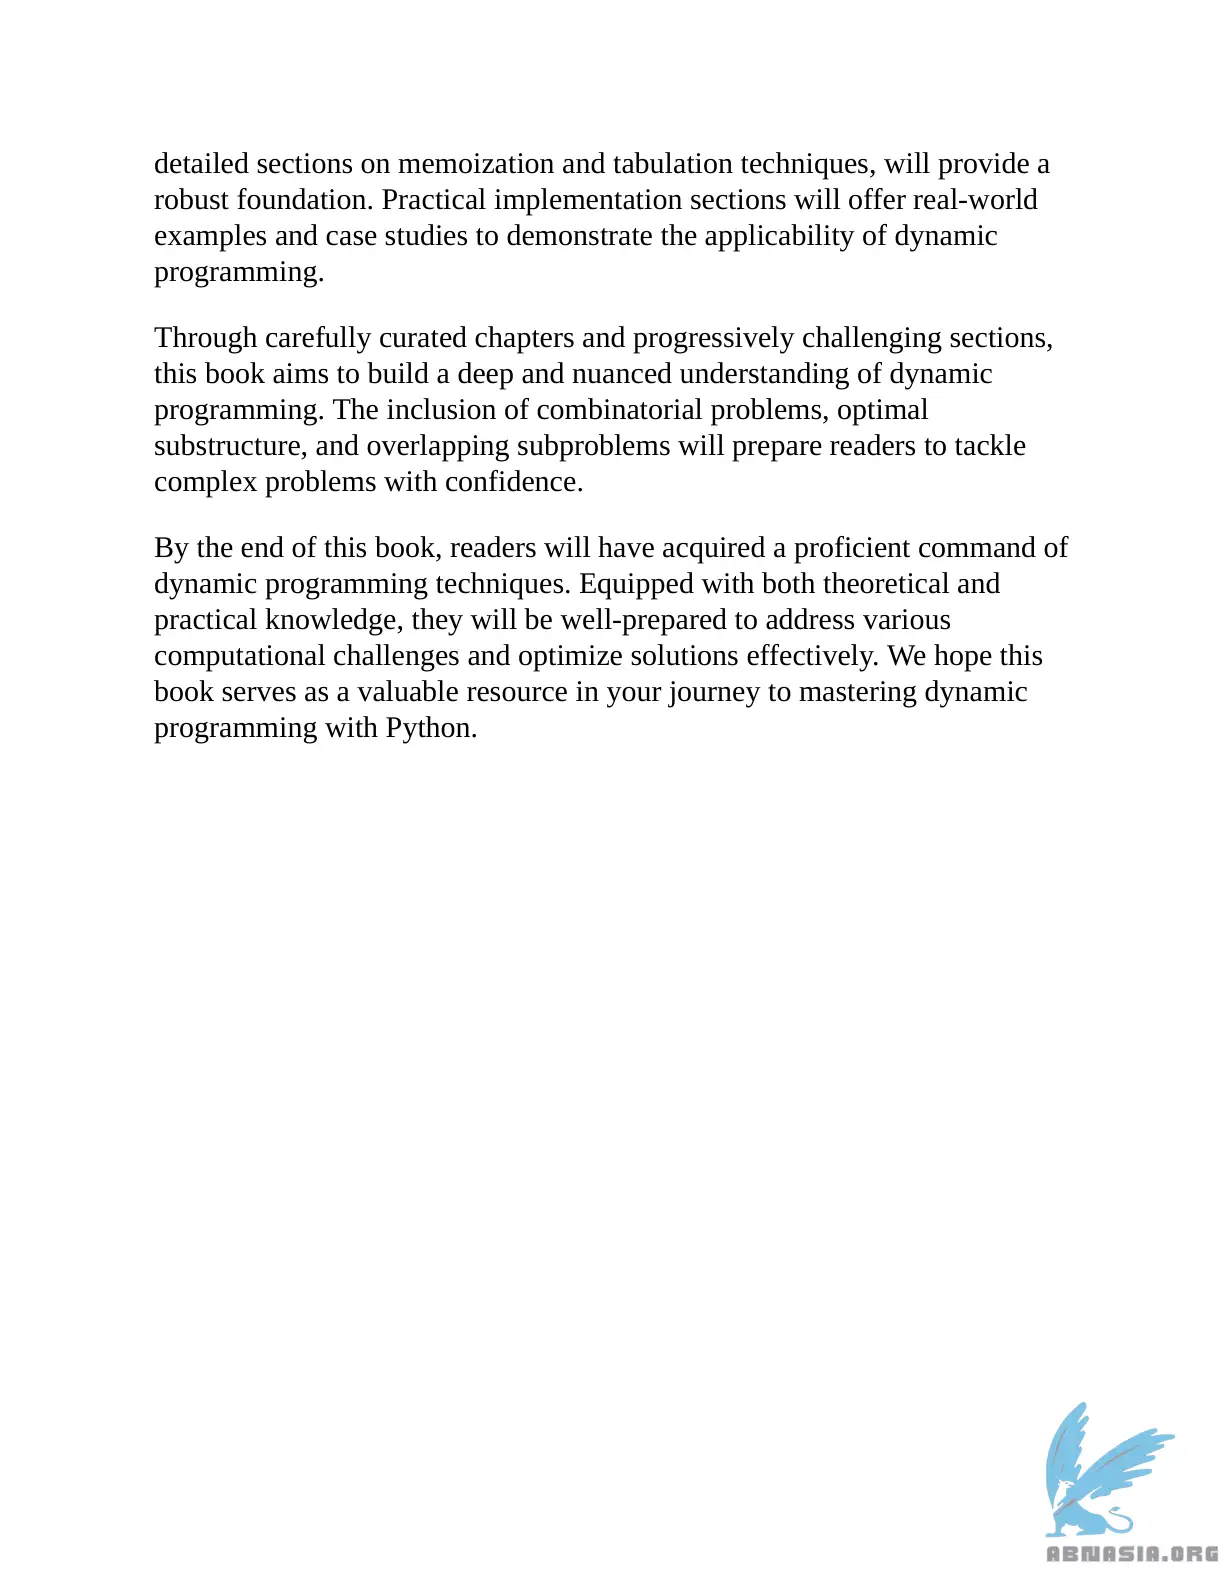 detailed sections on memoization and tabulation techniques, will provide a
robust foundation. Practical implementation sections will offer real-world
examples and case studies to demonstrate the applicability of dynamic
programming.
Through carefully curated chapters and progressively challenging sections,
this book aims to build a deep and nuanced understanding of dynamic
programming. The inclusion of combinatorial problems, optimal
substructure, and overlapping subproblems will prepare readers to tackle
complex problems with confidence.
By the end of this book, readers will have acquired a proficient command of
dynamic programming techniques. Equipped with both theoretical and
practical knowledge, they will be well-prepared to address various
computational challenges and optimize solutions effectively. We hope this
book serves as a valuable resource in your journey to mastering dynamic
programming with Python.
ABNASIA.ORG